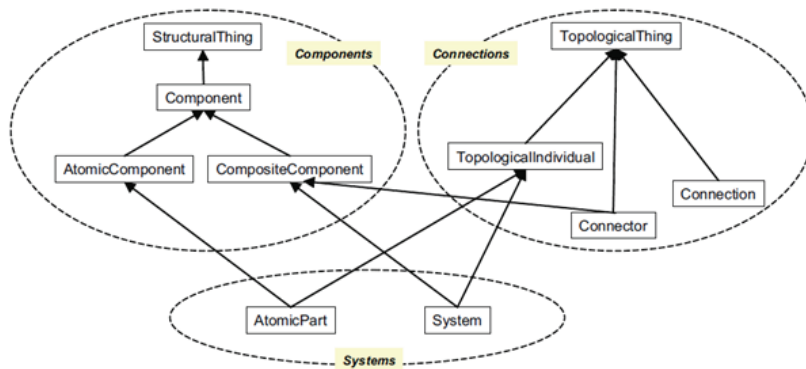 StructuralThing
Components
Connections
TopologicalThing
Component
AtomicComponent
CompositeComponent
TopologicalIndividual
Connection
Connector
AtomicPart
System
Systems